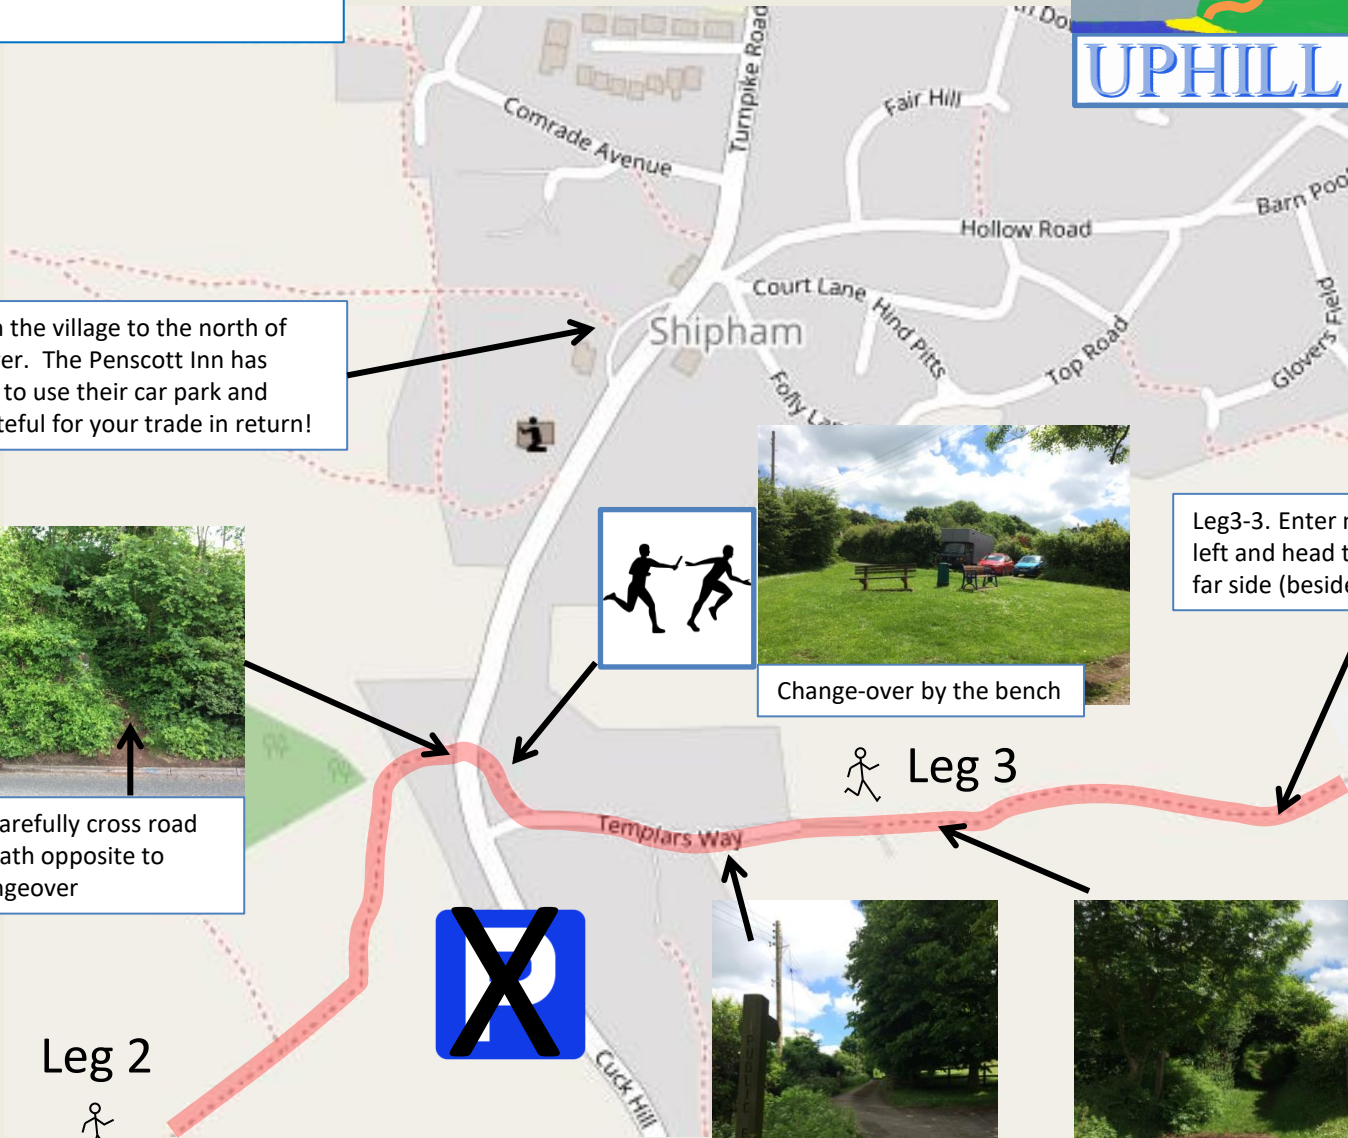 UPHILL
Turnpike Road
Comrade Avenue
Fair Hill
Barn Pool
Hollow Road
Court Lane
Hind Pitts
Shipham
Top Road
Glovers Field
Folly
n the village to the north of
er. The Penscott Inn has
to use their car park and
teful for your trade in return!
Leg3-3. Enter
left and head t
far side (beside
Change-over by the bench
Leg 3
arefully cross road
ath opposite to
ngeover
Templars Way
P
Leg 2
Cuck Hill
PUBLIC